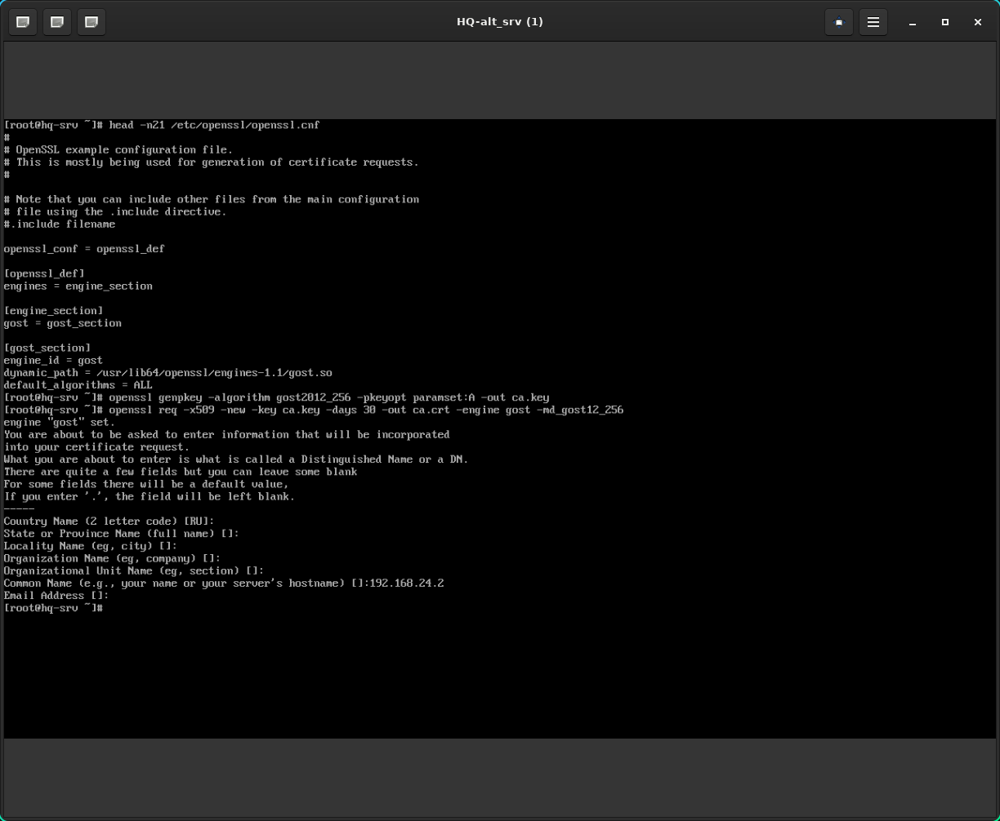 HQ-alt_srv (1)
[root@hq-srv ~]# head -n21 /etc/openssl/openssl.cnf
#
# OpenSSL example configuration file.
# This is mostly being used for generation of certificate requests.
#
# Note that you can include other files from the main configuration
# file using the .include directive.
#.include filename
openssl_conf = openssl_def
[openssl_def]
engines = engine_section
[engine_section]
gost = gost_section
[gost_section]
engine_id = gost
dynamic_path = /usr/lib64/openssl/engines-1.1/gost.so
default_algorithms = ALL
[root@hq-srv ~]# openssl genpkey -algorithm gost2012_256 -pkeyopt paramset:A -out ca.key
[root@hq-srv ~]# openssl req -x509 -new -key ca.key -days 30 -out ca.crt -engine gost -md_gost12_256
engine "gost" set.
You are about to be asked to enter information that will be incorporated
into your certificate request.
What you are about to enter is what is called a Distinguished Name or a DN.
There are quite a few fields but you can leave some blank
For some fields there will be a default value,
If you enter '.', the field will be left blank.
-----
Country Name (2 letter code) [RU]:
State or Province Name (full name) []:
Locality Name (eg, city) []:
Organization Name (eg, company) []:
Organizational Unit Name (eg, section) []:
Common Name (e.g., your name or your server's hostname) []:192.168.24.2
Email Address []:
[root@hq-srv ~]#